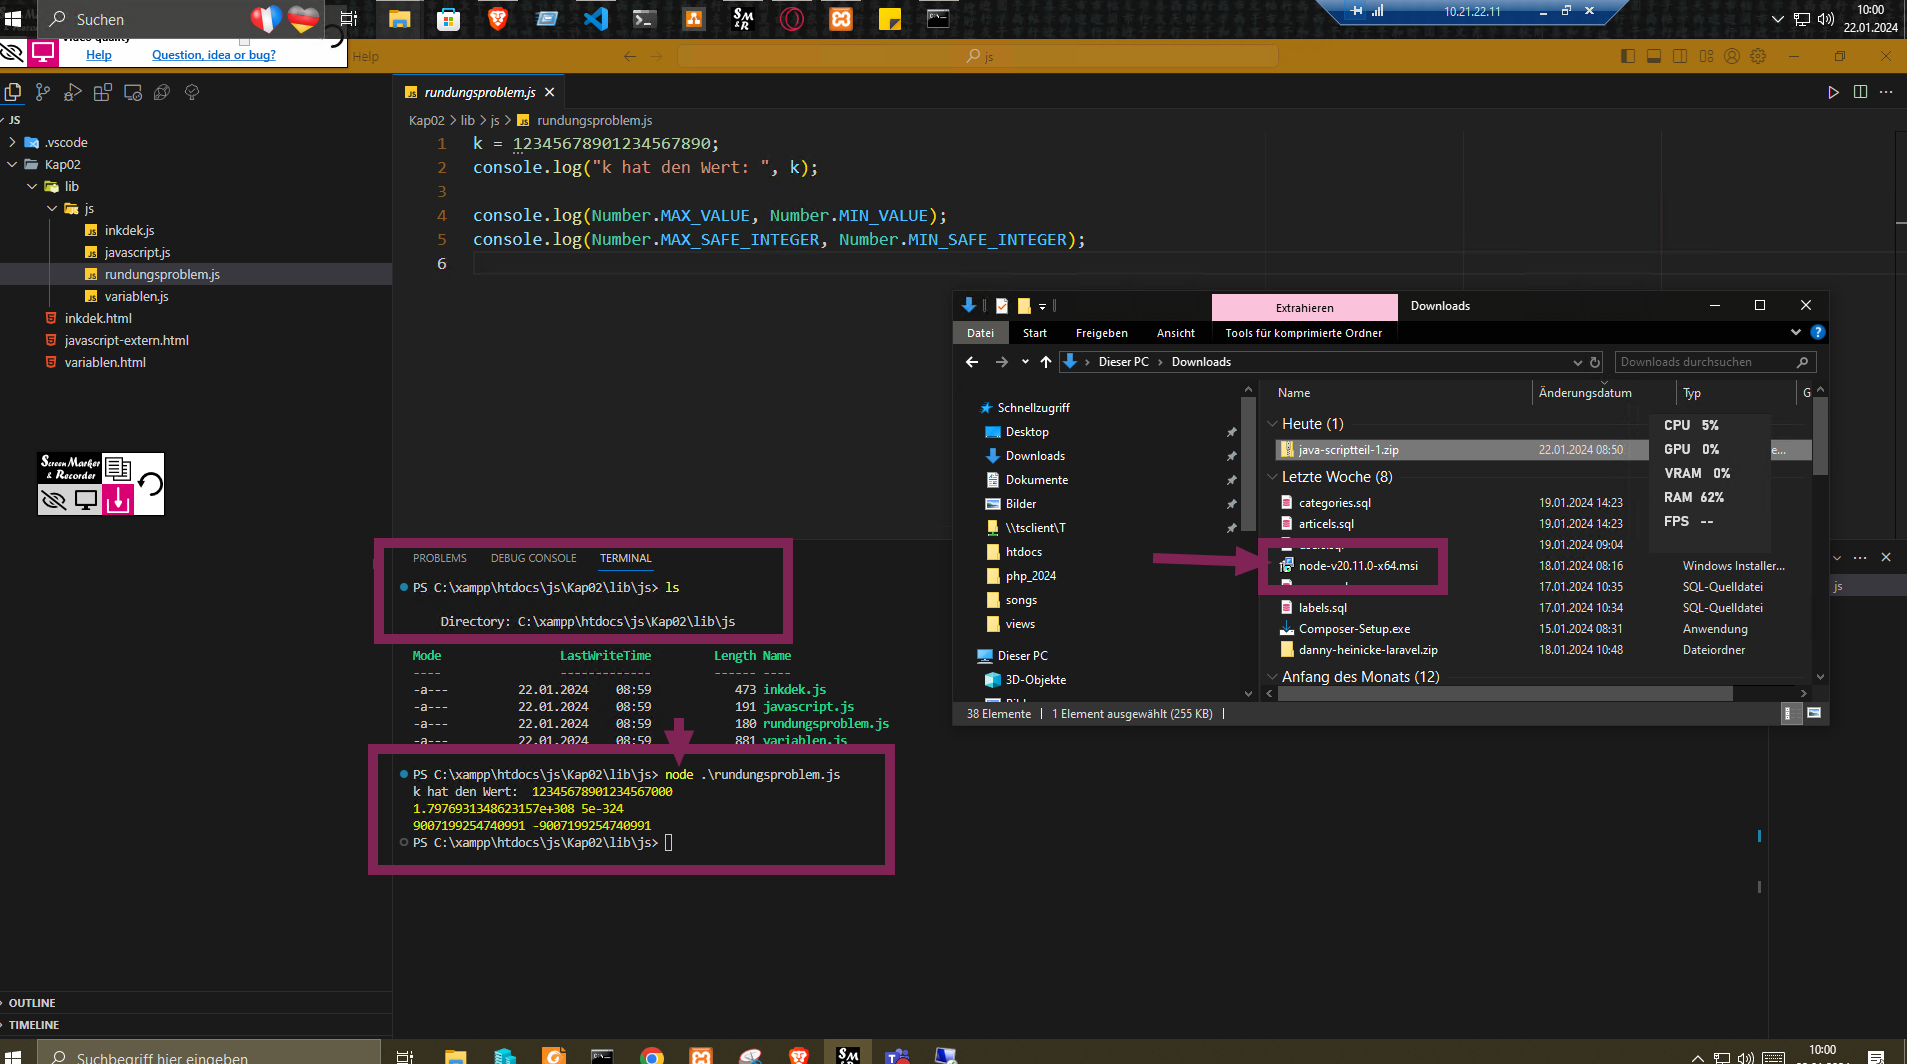 Suchen
10.21.22.11
10:00
22.01.2024
Help
Question, idea or bug?
Help
js
JS
.vscode
Kap02
lib
js
inkdek.js
javascript.js
rundungsproblem.js
variablen.js
inkdek.html
javascript-extern.html
variablen.html
rundungsproblem.js
Kap02 > lib > js > rundungsproblem.js
1 k = 12345678901234567890;
2 console.log("k hat den Wert: ", k);
3
4 console.log(Number.MAX_VALUE, Number.MIN_VALUE);
5 console.log(Number.MAX_SAFE_INTEGER, Number.MIN_SAFE_INTEGER);
6
Screen Marker
& Recorder
Extrahieren Downloads
Datei Start Freigeben Ansicht Tools für komprimierte Ordner
Dieser PC > Downloads
Downloads durchsuchen
Schnellzugriff
Desktop
Downloads
Dokumente
Bilder
\\tsclient\T
htdocs
php_2024
songs
views
Dieser PC
3D-Objekte
Name Änderungsdatum Typ G
Heute (1)
java-scriptteil-1.zip 22.01.2024 08:50 e...
Letzte Woche (8)
categories.sql 19.01.2024 14:23
articels.sql 19.01.2024 14:23
19.01.2024 09:04
node-v20.11.0-x64.msi 18.01.2024 08:16 Windows Installer...
17.01.2024 10:35 SQL-Quelldatei
labels.sql 17.01.2024 10:34 SQL-Quelldatei
Composer-Setup.exe 15.01.2024 08:31 Anwendung
danny-heinicke-laravel.zip 18.01.2024 10:48 Dateiordner
Anfang des Monats (12)
38 Elemente 1 Element ausgewählt (255 KB)
CPU 5%
GPU 0%
VRAM 0%
RAM 62%
FPS --
js
PROBLEMS DEBUG CONSOLE TERMINAL
PS C:\xampp\htdocs\js\Kap02\lib\js> ls
Directory: C:\xampp\htdocs\js\Kap02\lib\js
Mode LastWriteTime Length Name
---- ------------- ------ ----
-a--- 22.01.2024 08:59 473 inkdek.js
-a--- 22.01.2024 08:59 191 javascript.js
-a--- 22.01.2024 08:59 180 rundungsproblem.js
-a--- 22.01.2024 08:59 881 variablen.js
PS C:\xampp\htdocs\js\Kap02\lib\js> node .\rundungsproblem.js
k hat den Wert: 12345678901234567000
1.7976931348623157e+308 5e-324
9007199254740991 -9007199254740991
PS C:\xampp\htdocs\js\Kap02\lib\js>
OUTLINE
TIMELINE
Suchbegriff hier eingeben
10:00